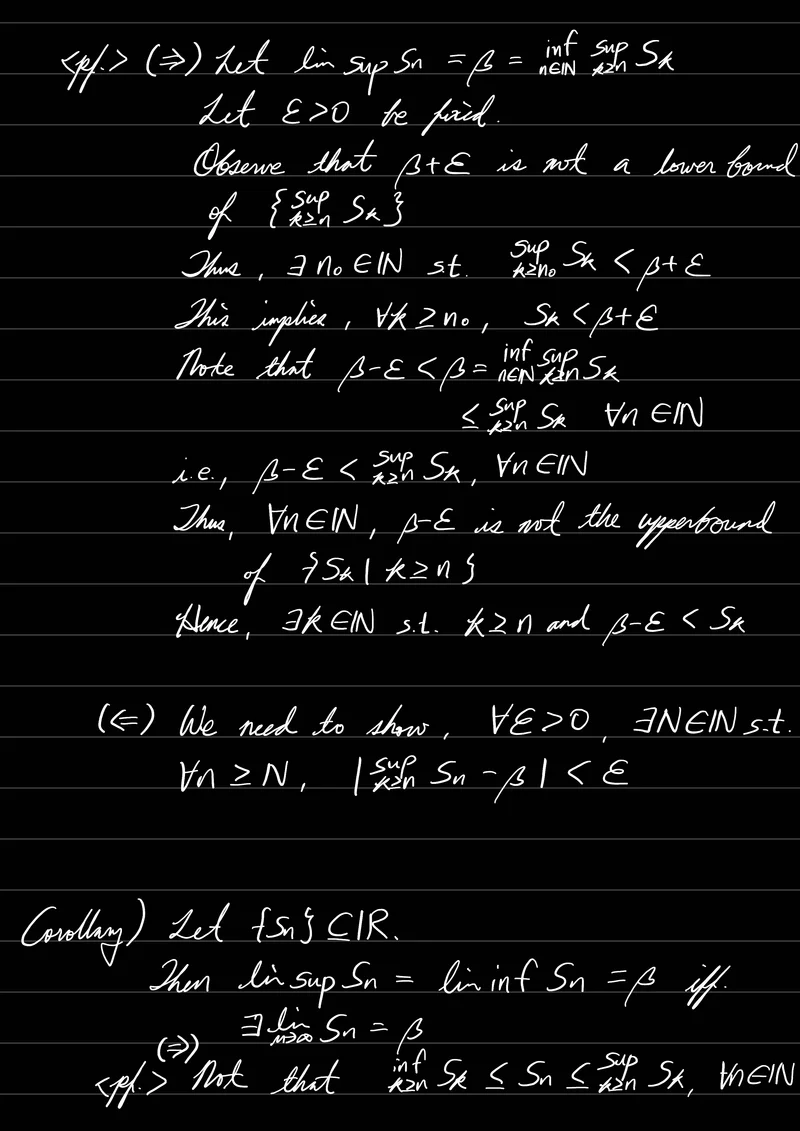 <pf.> (⇒) Let lim sup Sn = β = inf_{n∈ℕ} sup_{k≥n} Sk
Let ε>0 be fixed.
Observe that β+ε is not a lower bound
of {sup_{k≥n} Sk}
Thus, ∃ n₀ ∈ ℕ s.t. sup_{k≥n₀} Sk < β+ε
This implies, ∀k ≥ n₀, Sk < β+ε
Note that β-ε < β = inf_{n∈ℕ} sup_{k≥n} Sk
≤ sup_{k≥n} Sk ∀n ∈ ℕ
i.e., β-ε < sup_{k≥n} Sk, ∀n ∈ ℕ
Thus, ∀n ∈ ℕ, β-ε is not the upperbound
of {Sk | k ≥ n}
Hence, ∃k ∈ ℕ s.t. k ≥ n and β-ε < Sk
(⇐) We need to show, ∀ε>0, ∃N∈ℕ s.t.
∀n ≥ N, |sup_{k≥n} Sn - β| < ε
Corollary) Let {Sn} ⊆ ℝ.
Then lim sup Sn = lim inf Sn = β iff.
∃ lim_{n→∞} Sn = β
(⇒)
<pf.> Not that inf_{k≥n} Sk ≤ Sn ≤ sup_{k≥n} Sk, ∀n∈ℕ